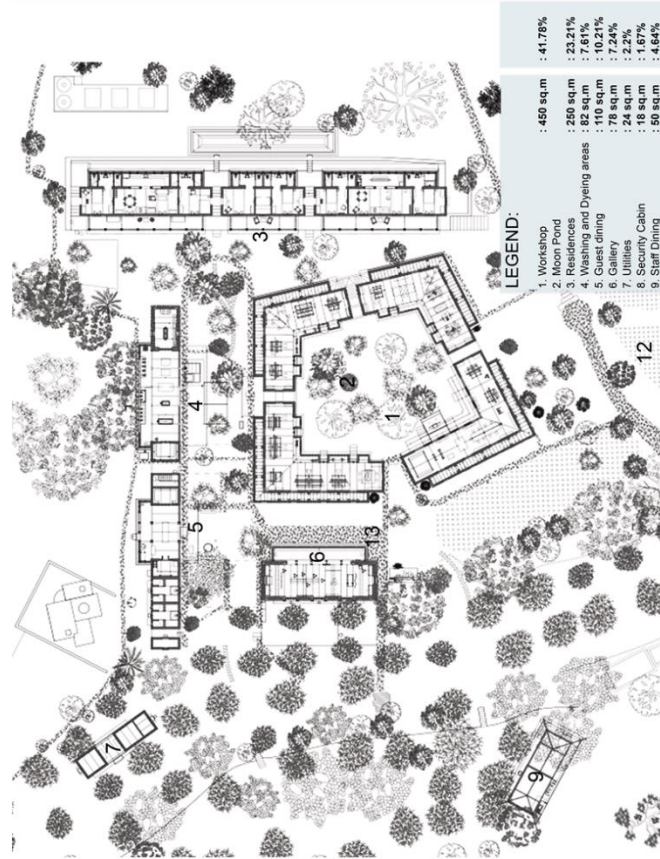 LEGEND:
1. Workshop : 450 sq.m : 41.78%
2. Moon Pond
3. Residences : 250 sq.m : 23.21%
4. Washing and Dyeing areas : 82 sq.m : 7.61%
5. Guest dining : 110 sq.m : 10.21%
6. Gallery : 78 sq.m : 7.24%
7. Utilities : 24 sq.m : 2.2%
8. Security Cabin : 18 sq.m : 1.67%
9. Staff Dining : 50 sq.m : 4.64%
3
4
2
1
12
5
13
6
7
9